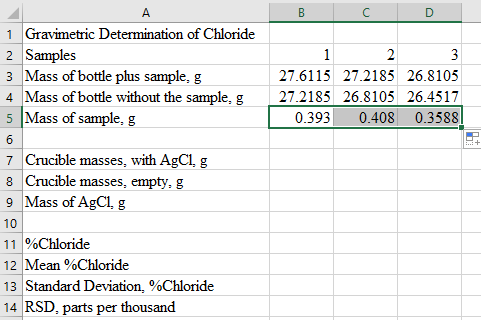 A B C D
1 Gravimetric Determination of Chloride
2 Samples 1 2 3
3 Mass of bottle plus sample, g 27.6115 27.2185 26.8105
4 Mass of bottle without the sample, g 27.2185 26.8105 26.4517
5 Mass of sample, g 0.393 0.408 0.3588
6
7 Crucible masses, with AgCl, g
8 Crucible masses, empty, g
9 Mass of AgCl, g
10
11 %Chloride
12 Mean %Chloride
13 Standard Deviation, %Chloride
14 RSD, parts per thousand